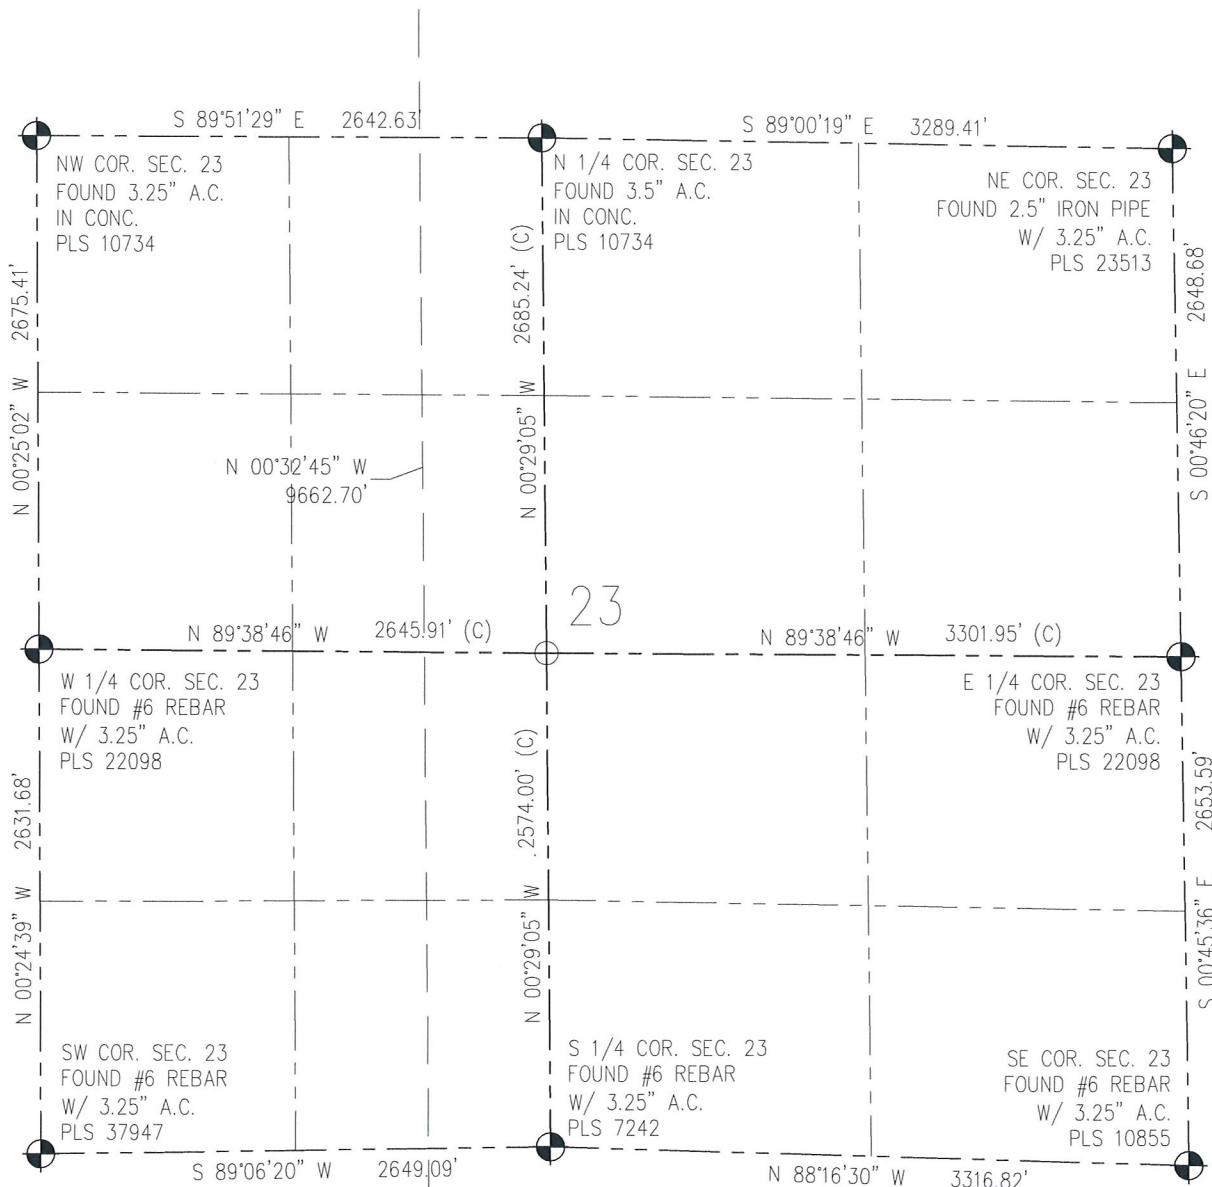 S 89°51'29" E 2642.63'
S 89°00'19" E 3289.41'
NW COR. SEC. 23
FOUND 3.25" A.C.
IN CONC.
PLS 10734
N 1/4 COR. SEC. 23
FOUND 3.5" A.C.
IN CONC.
PLS 10734
NE COR. SEC. 23
FOUND 2.5" IRON PIPE
W/ 3.25" A.C.
PLS 23513
N 00°25'02" W 2675.41'
N 00°29'05" W 2685.24' (C)
S 00°46'20" E 2648.68'
N 00°32'45" W
9662.70'
23
N 89°38'46" W 2645.91' (C)
N 89°38'46" W 3301.95' (C)
W 1/4 COR. SEC. 23
FOUND #6 REBAR
W/ 3.25" A.C.
PLS 22098
E 1/4 COR. SEC. 23
FOUND #6 REBAR
W/ 3.25" A.C.
PLS 22098
N 00°24'39" W 2631.68'
N 00°29'05" W 2574.00' (C)
S 00°45'36" E 2653.59'
SW COR. SEC. 23
FOUND #6 REBAR
W/ 3.25" A.C.
PLS 37947
S 1/4 COR. SEC. 23
FOUND #6 REBAR
W/ 3.25" A.C.
PLS 7242
SE COR. SEC. 23
FOUND #6 REBAR
W/ 3.25" A.C.
PLS 10855
S 89°06'20" W 2649.09'
N 88°16'30" W 3316.82'